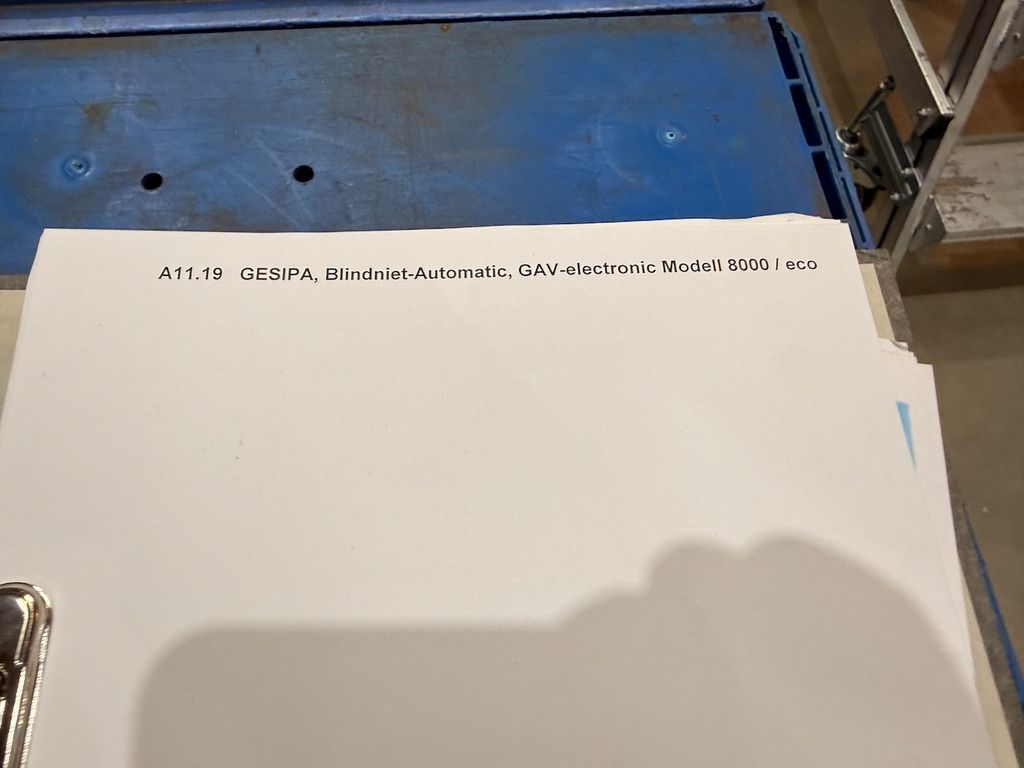 A11.19 GESIPA, Blindniet-Automatic, GAV-electronic Modell 8000 / eco